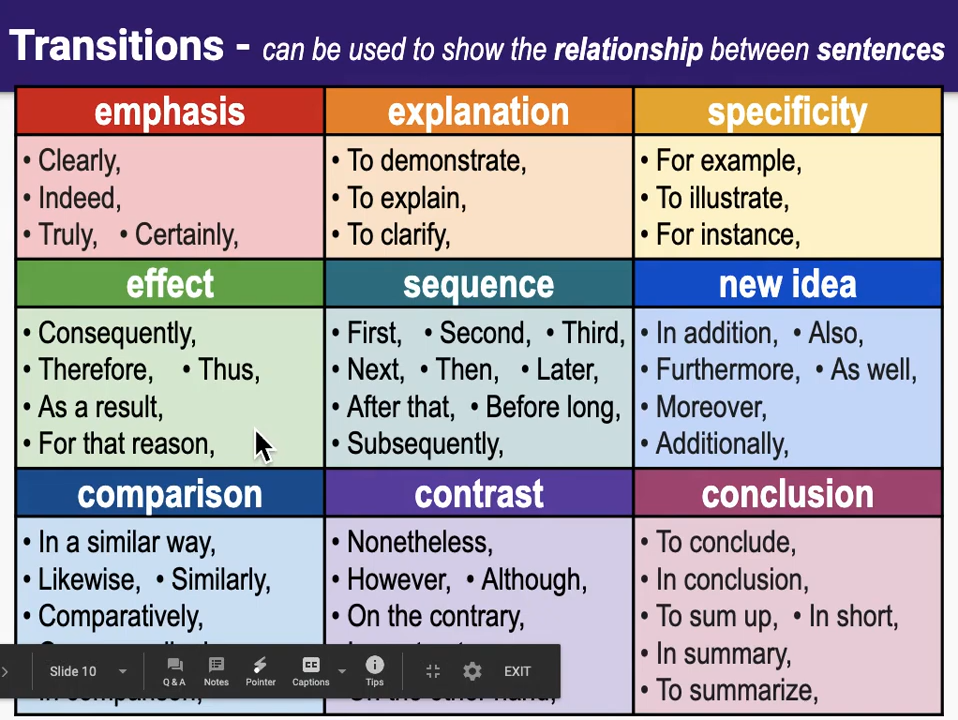 Transitions - can be used to show the relationship between sentences
emphasis
• Clearly,
• Indeed,
• Truly, • Certainly,
explanation
• To demonstrate,
• To explain,
• To clarify,
specificity
• For example,
• To illustrate,
• For instance,
effect
• Consequently,
• Therefore, • Thus,
• As a result,
• For that reason,
sequence
• First, • Second, • Third,
• Next, • Then, • Later,
• After that, • Before long,
• Subsequently,
new idea
• In addition, • Also,
• Furthermore, • As well,
• Moreover,
• Additionally,
comparison
• In a similar way,
• Likewise, • Similarly,
• Comparatively,
contrast
• Nonetheless,
• However, • Although,
• On the contrary,
conclusion
• To conclude,
• In conclusion,
• To sum up, • In short,
• In summary,
• To summarize,
Slide 10
Q & A
Notes
Pointer
CC
Captions
Tips
EXIT